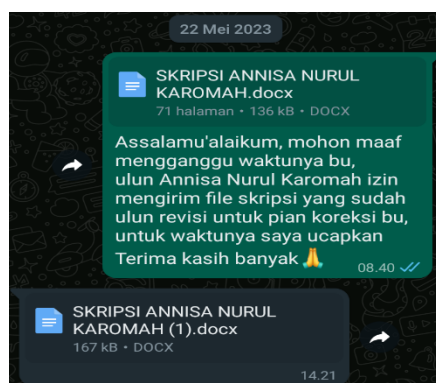 22 Mei 2023
SKRIPSI ANNISA NURUL
KAROMAH.docx
71 halaman • 136 kB • DOCX
Assalamu'alaikum, mohon maaf
mengganggu waktunya bu,
ulun Annisa Nurul Karomah izin
mengirim file skripsi yang sudah
ulun revisi untuk pian koreksi bu,
untuk waktunya saya ucapkan
Terima kasih banyak 🙏
08.40
SKRIPSI ANNISA NURUL
KAROMAH (1).docx
167 kB • DOCX
14.21